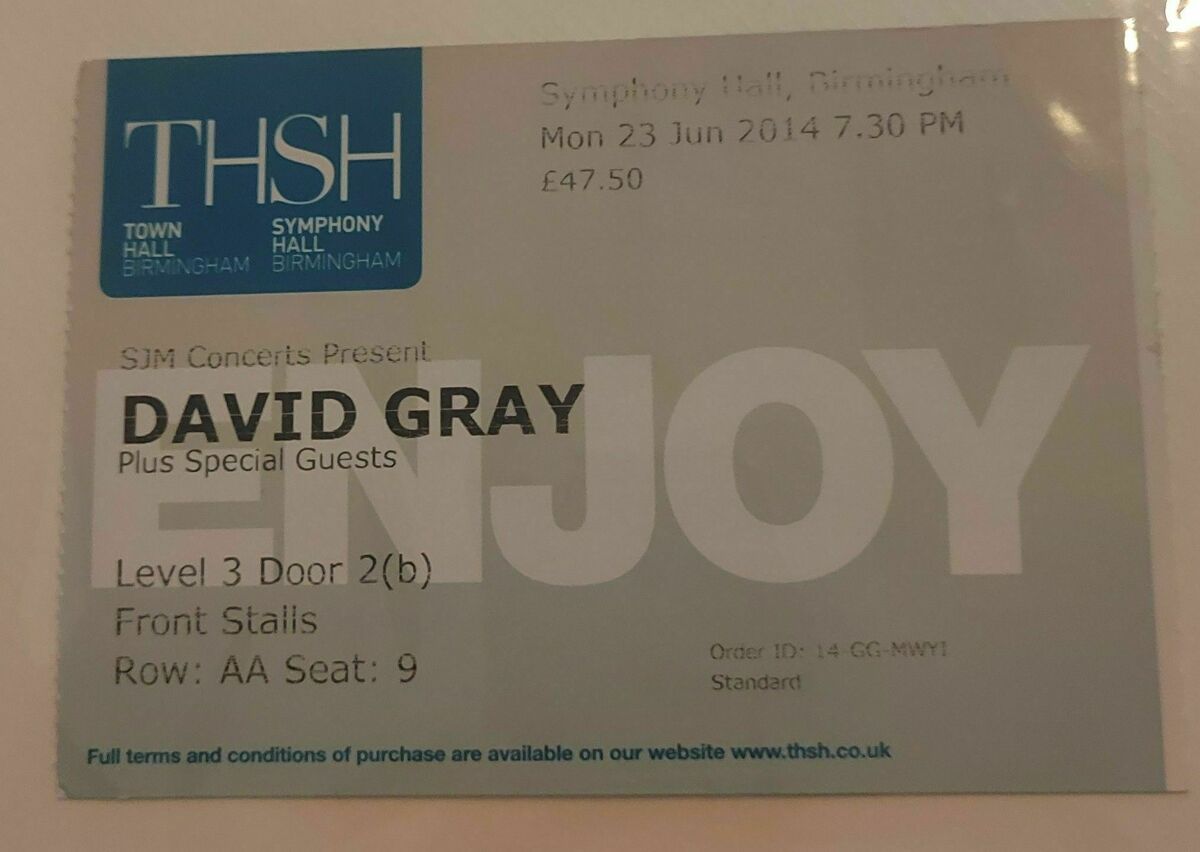 THSH
TOWN
HALL
BIRMINGHAM
SYMPHONY
HALL
BIRMINGHAM
Symphony Hall, Birmingham
Mon 23 Jun 2014 7.30 PM
£47.50
ENJOY
SJM Concerts Present
DAVID GRAY
Plus Special Guests
Level 3 Door 2(b)
Front Stalls
Row: AA Seat: 9
Order ID: 14-GG-MWYI
Standard
Full terms and conditions of purchase are available on our website www.thsh.co.uk